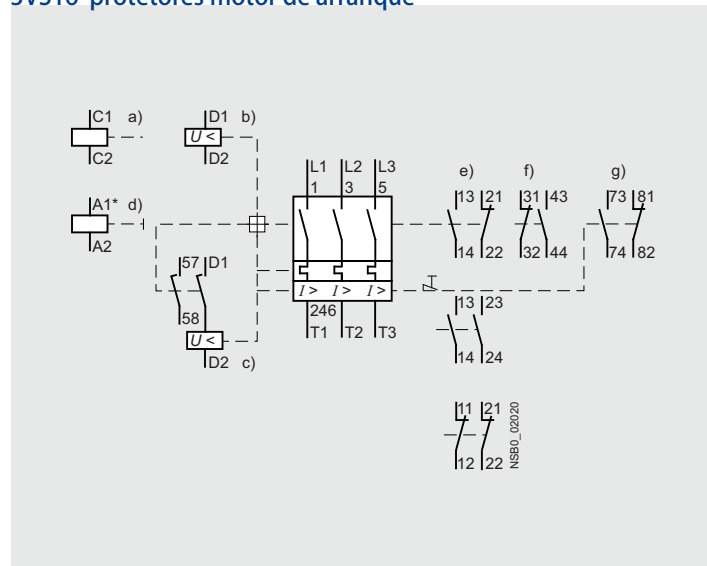 3VS16 protetores motor de arranque
C1 a) D1 b)
U <
C2 D2
L1 L2 L3
1 3 5
e) f) g)
13 21 31 43 73 81
A1* d)
A2
14 22 32 44 74 82
57 D1
I > I > I >
58
246
T1 T2 T3
13 23
U <
D2 c)
14 24
11 21
12 22
NSB0_02020